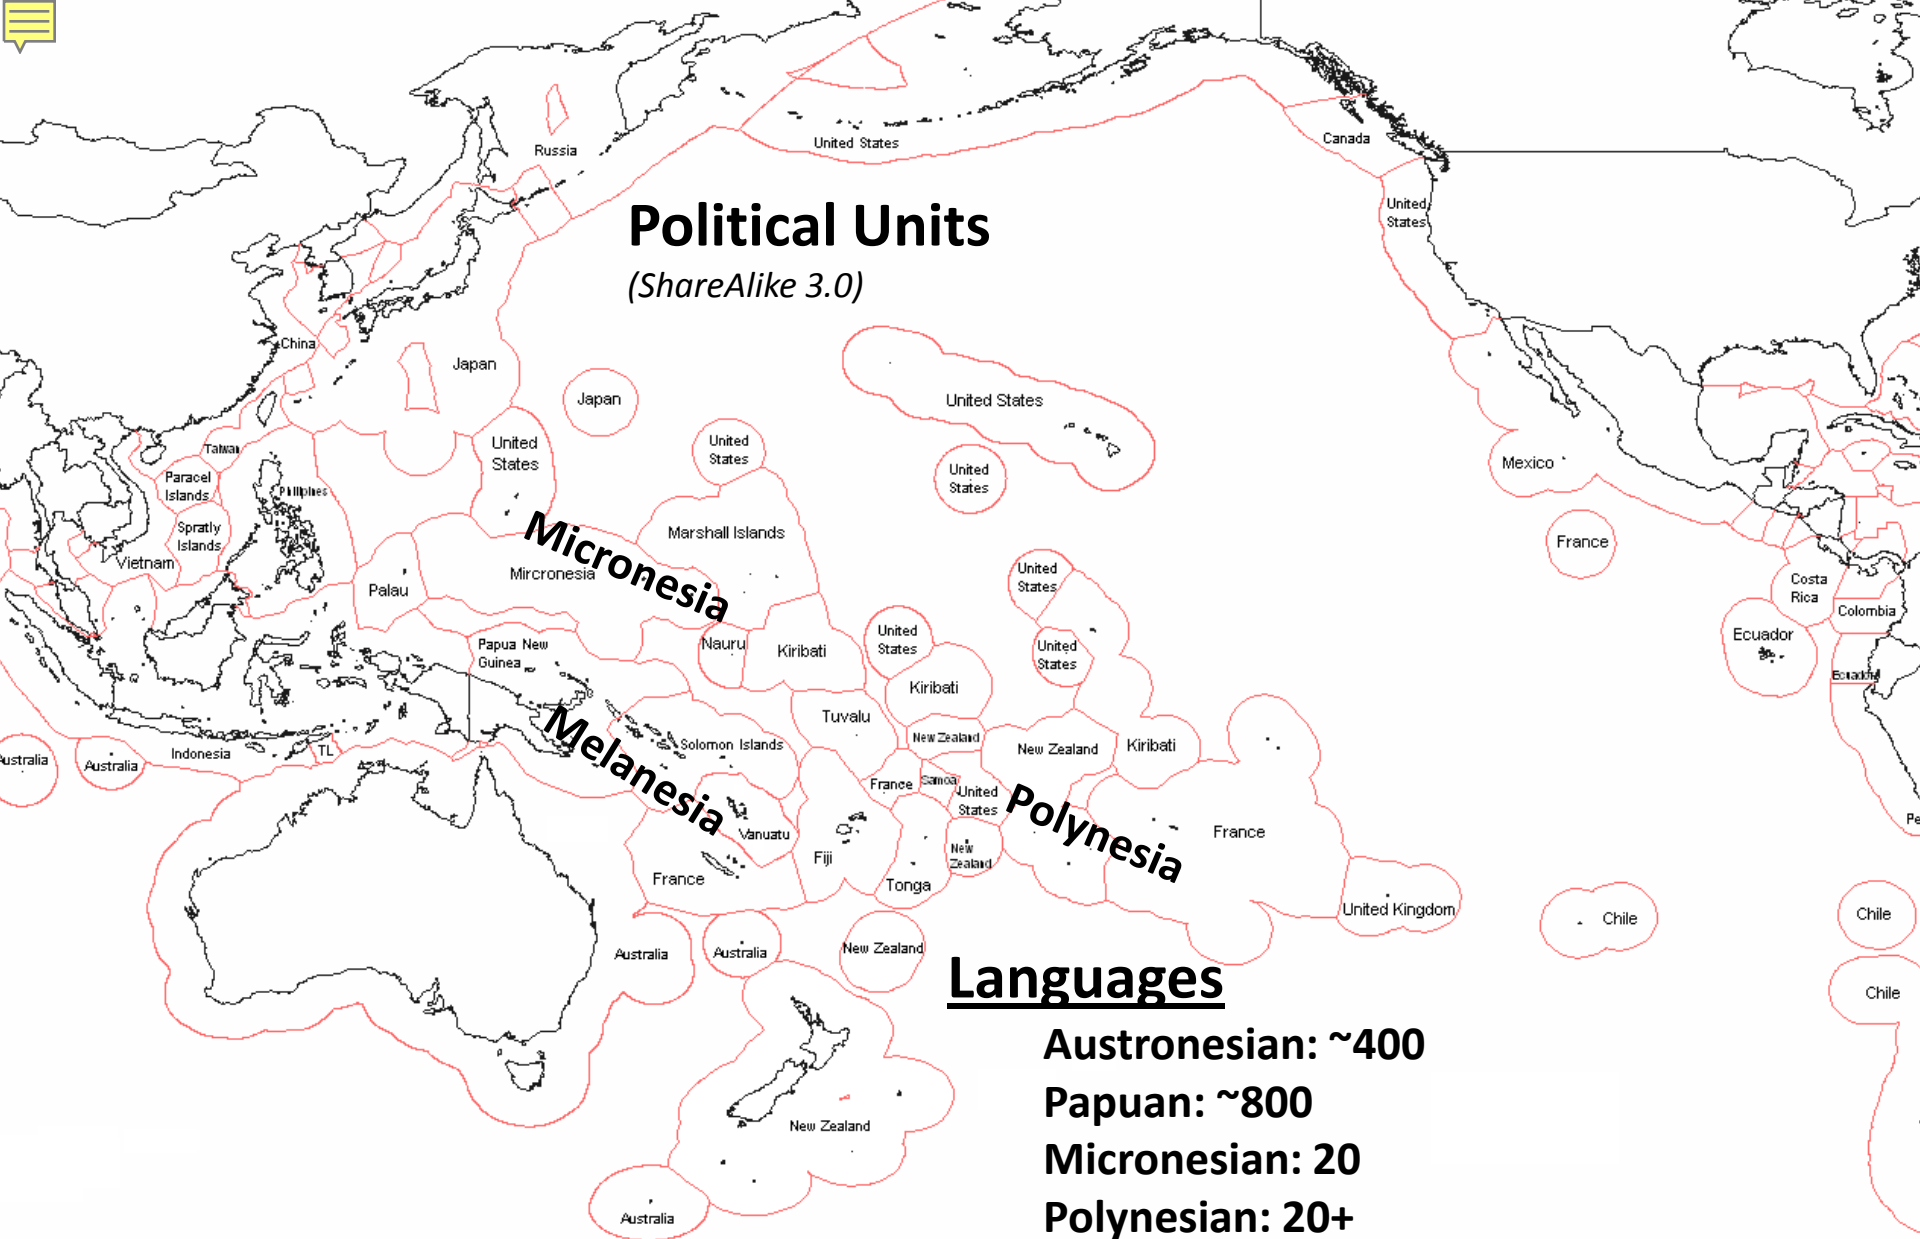 Russia
United States
Canada
United
States
Political Units
(ShareAlike 3.0)
China
Japan
Japan
United States
United
States
United
States
United
States
Taiwan
Paracel
Islands
Philipines
Spratly
Islands
Vietnam
Mexico
France
Marshall Islands
Micronesia
Mircronesia
Palau
United
States
Costa
Rica
Colombia
Ecuador
Ecuador
Papua New
Guinea
Nauru
Kiribati
United
States
United
States
Kiribati
Tuvalu
New Zealand
New Zealand
Kiribati
Melanesia
Solomon Islands
Australia
Australia
Indonesia
TL
France
Samoa
United
States
Polynesia
France
Vanuatu
Fiji
New
Zealand
Tonga
France
United Kingdom
Chile
Chile
Pe
Australia
Australia
New Zealand
Chile
Languages
Austronesian: ~400
Papuan: ~800
Micronesian: 20
Polynesian: 20+
New Zealand
Australia